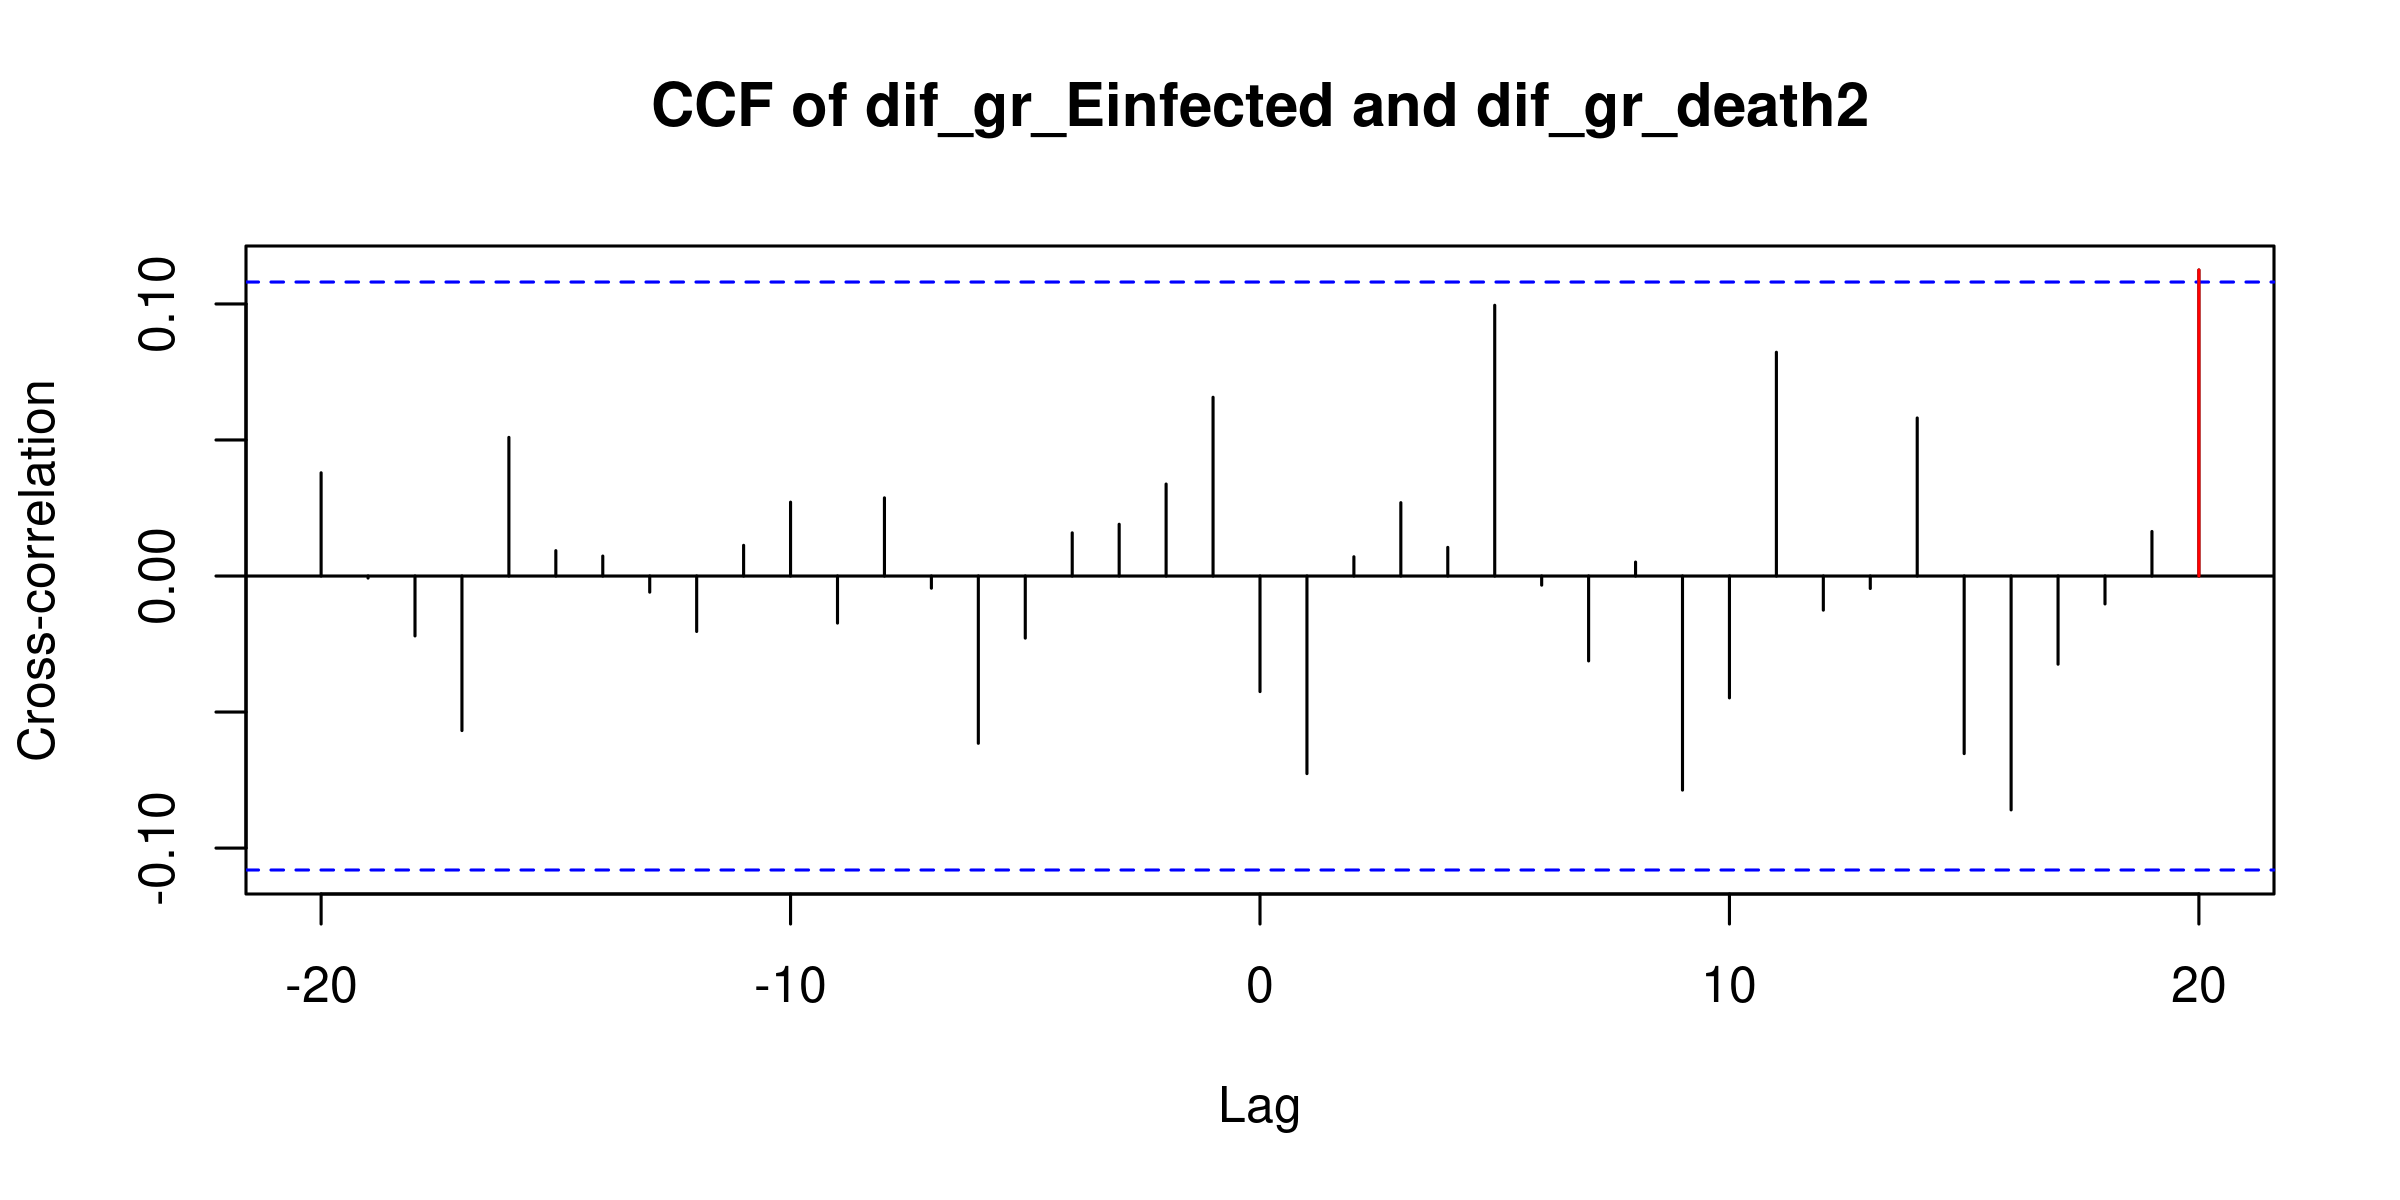 CCF of dif_gr_Einfected and dif_gr_death2
Cross-correlation
0.10
0.00
-0.10
-20 -10 0 10 20
Lag